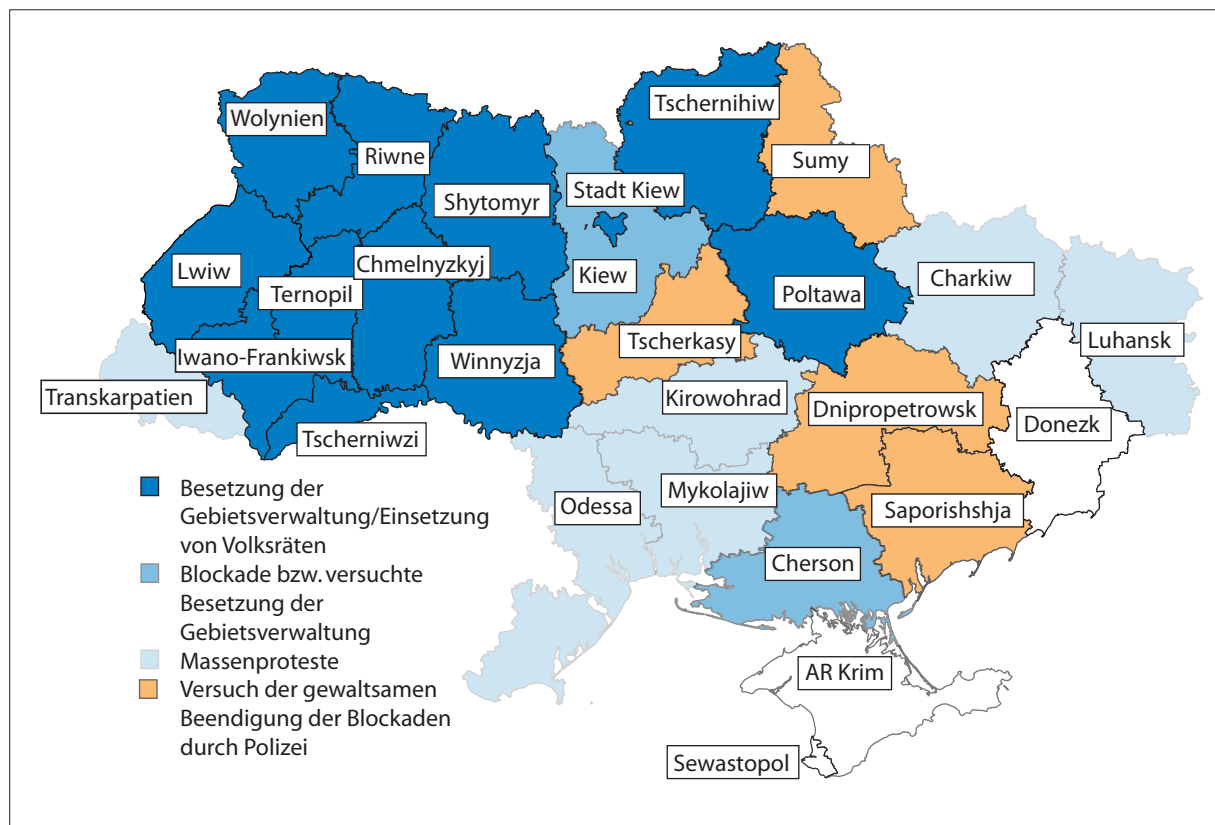 Wolynien
Tschernihiw
Riwne
Sumy
Stadt Kiew
Shytomyr
Lwiw
Chmelnyzkyj
Kiew
Charkiw
Ternopil
Poltawa
Tscherkasy
Luhansk
Iwano-Frankiwsk
Winnyzja
Transkarpatien
Kirowohrad
Dnipropetrowsk
Donezk
Tscherniwzi
Mykolajiw
Odessa
Saporishshja
Cherson
AR Krim
Sewastopol
Besetzung der
Gebietsverwaltung/Einsetzung
von Volksräten
Blockade bzw. versuchte
Besetzung der
Gebietsverwaltung
Massenproteste
Versuch der gewaltsamen
Beendigung der Blockaden
durch Polizei